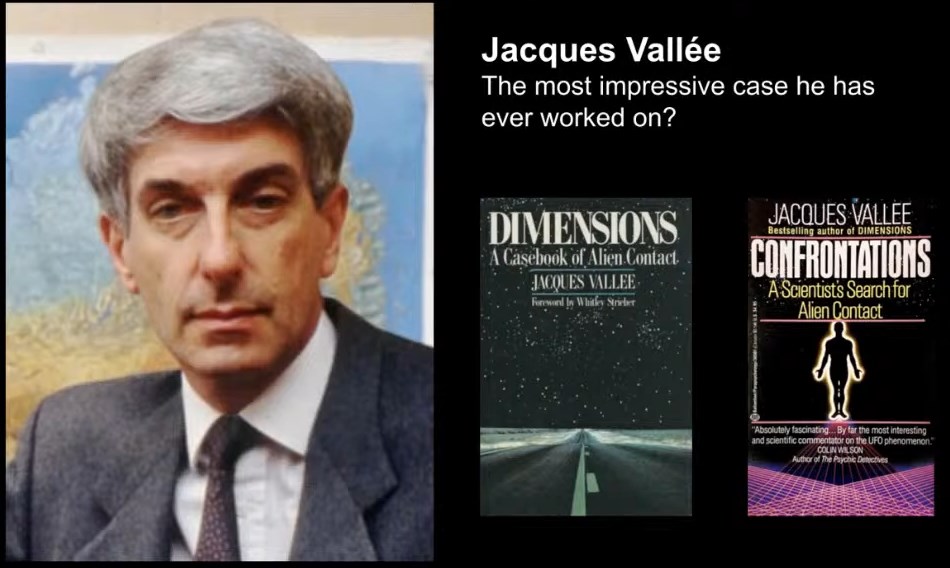 Jacques Vallée
The most impressive case he has
ever worked on?
DIMENSIONS
A Casebook of Alien Contact
JACQUES VALLEE
Foreword by Whitley Strieber
JACQUES VALLEE
Bestselling author of DIMENSIONS
CONFRONTATIONS
A Scientist's Search for
Alien Contact
"Absolutely fascinating... By far the most interesting
and scientific commentator on the UFO phenomenon."
COLIN WILSON
Author of The Psychic Detectives